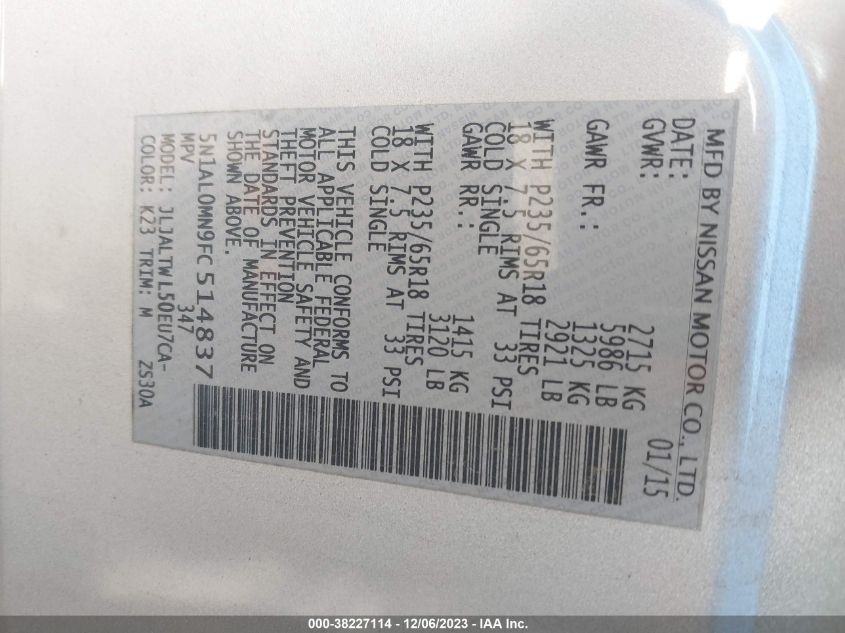 MFD BY NISSAN MOTOR CO., LTD.
DATE: 01/15
GVWR: 2715 KG
5986 LB
GAWR FR.: 1325 KG
2921 LB
WITH P235/65R18 TIRES
18 X 7.5 RIMS AT 33 PSI
COLD SINGLE
GAWR RR.: 1415 KG
3120 LB
WITH P235/65R18 TIRES
18 X 7.5 RIMS AT 33 PSI
COLD SINGLE
THIS VEHICLE CONFORMS TO
ALL APPLICABLE FEDERAL
MOTOR VEHICLE SAFETY AND
THEFT PREVENTION
STANDARDS IN EFFECT ON
THE DATE OF MANUFACTURE
SHOWN ABOVE.
5N1AL0MN9FC514837
MPV 347
MODEL: JLJALTWL50EU7CA-
COLOR: K23 TRIM: M ZS30A
000-38227114 - 12/06/2023 - IAA Inc.